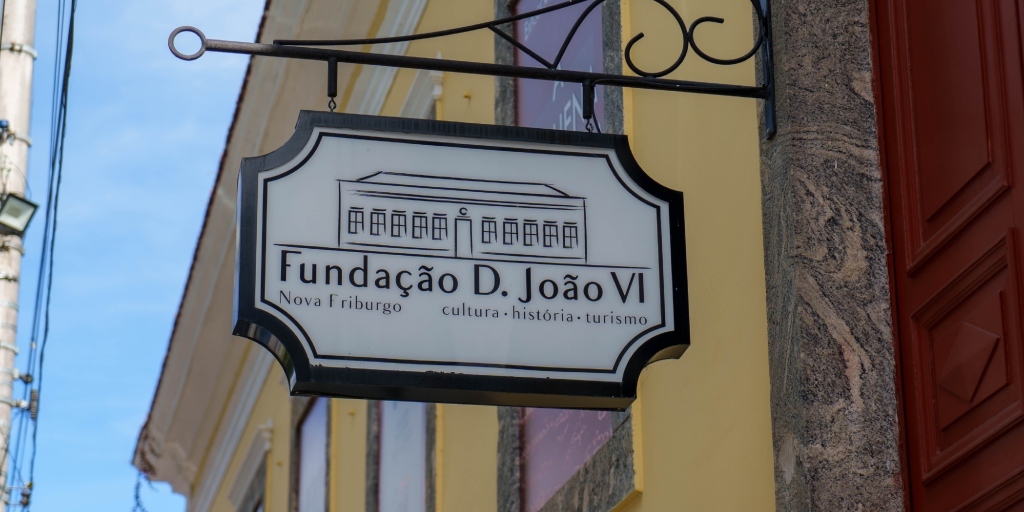 Fundação D. João VI
Nova Friburgo cultura · história · turismo